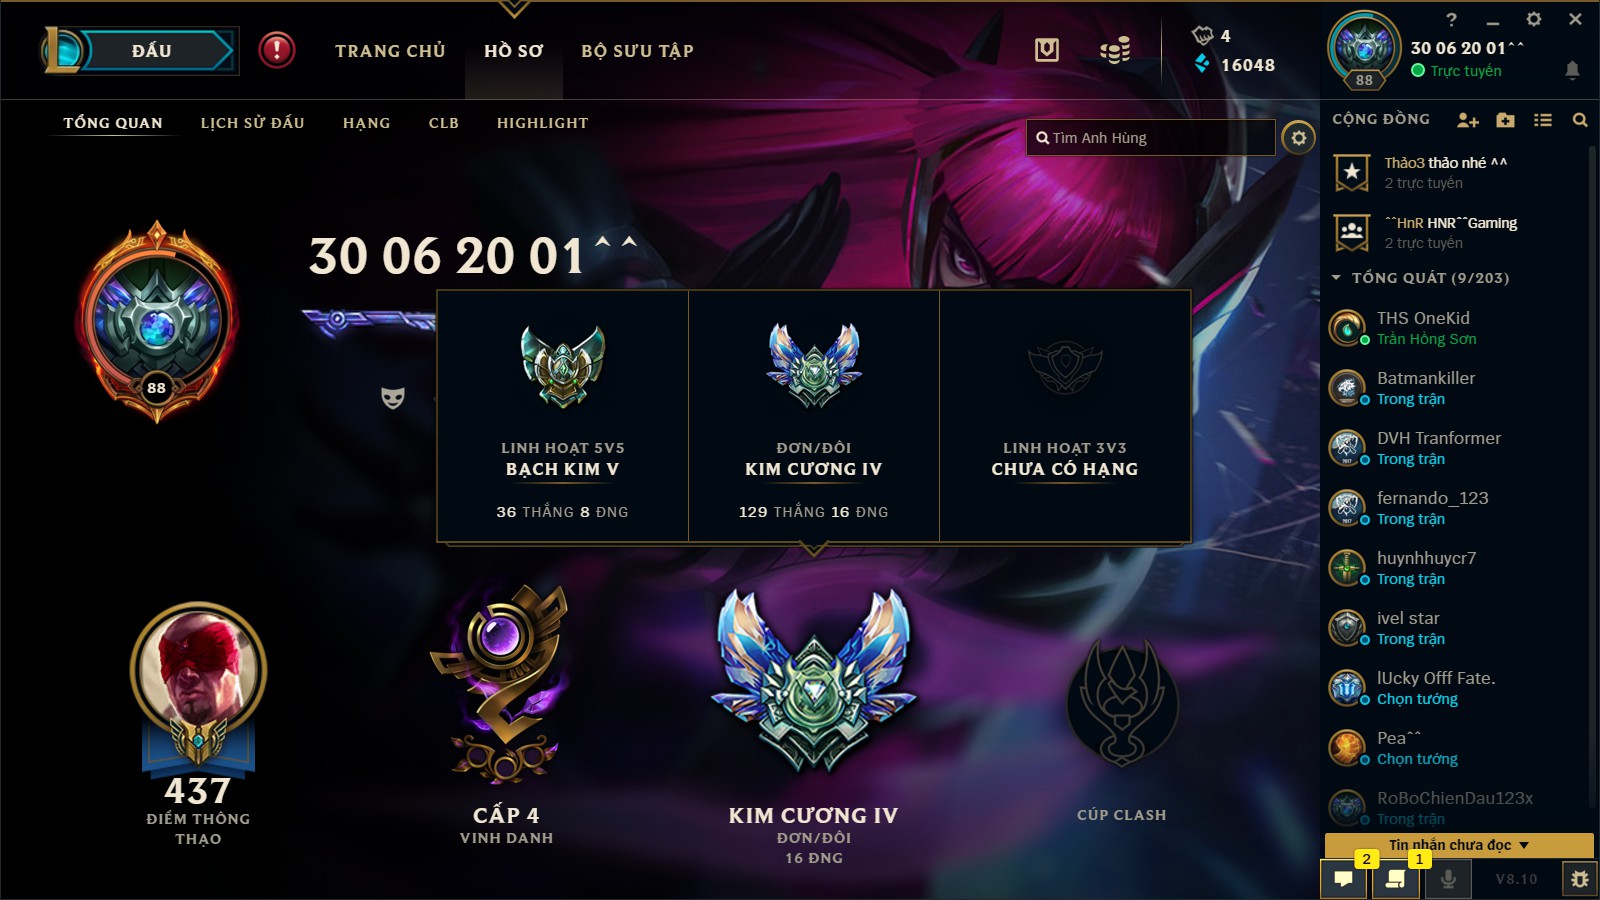 ĐẤU
TRANG CHỦ
HỒ SƠ
BỘ SƯU TẬP
4
16048
30 06 20 01^^
Trực tuyến
88
TỔNG QUAN
LỊCH SỬ ĐẤU
HẠNG
CLB
HIGHLIGHT
Tìm Anh Hùng
CỘNG ĐỒNG
Thảo3 thảo nhé ^^
2 trực tuyến
^^HnR HNR^^Gaming
2 trực tuyến
TỔNG QUÁT (9/203)
30 06 20 01^^
88
LINH HOẠT 5V5
BẠCH KIM V
36 THẮNG 8 ĐNG
ĐƠN/ĐÔI
KIM CƯƠNG IV
129 THẮNG 16 ĐNG
LINH HOẠT 3V3
CHƯA CÓ HẠNG
THS OneKid
Trần Hồng Sơn
Batmankiller
Trong trận
DVH Tranformer
Trong trận
fernando_123
Trong trận
huynhhuycr7
Trong trận
ivel star
Trong trận
lUcky Offf Fate.
Chọn tướng
Pea^^
Chọn tướng
RoBoChienDau123x
Trong trận
437
ĐIỂM THÔNG
THẠO
CẤP 4
VINH DANH
KIM CƯƠNG IV
ĐƠN/ĐÔI
16 ĐNG
CÚP CLASH
Tin nhắn chưa đọc
2
1
V8.10